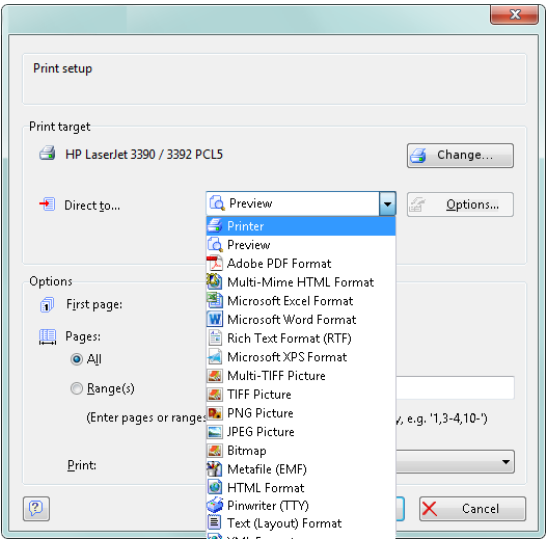 Print setup
Print target
HP LaserJet 3390 / 3392 PCL5
Change...
Direct to...
Preview
Options...
Printer
Preview
Adobe PDF Format
Multi-Mime HTML Format
Options
First page:
Microsoft Excel Format
Microsoft Word Format
Pages:
Rich Text Format (RTF)
All
Microsoft XPS Format
Multi-TIFF Picture
Range(s)
TIFF Picture
(Enter pages or range
PNG Picture
y, e.g. '1,3-4,10-')
JPEG Picture
Bitmap
Print:
Metafile (EMF)
HTML Format
Pinwriter (TTY)
Cancel
Text (Layout) Format